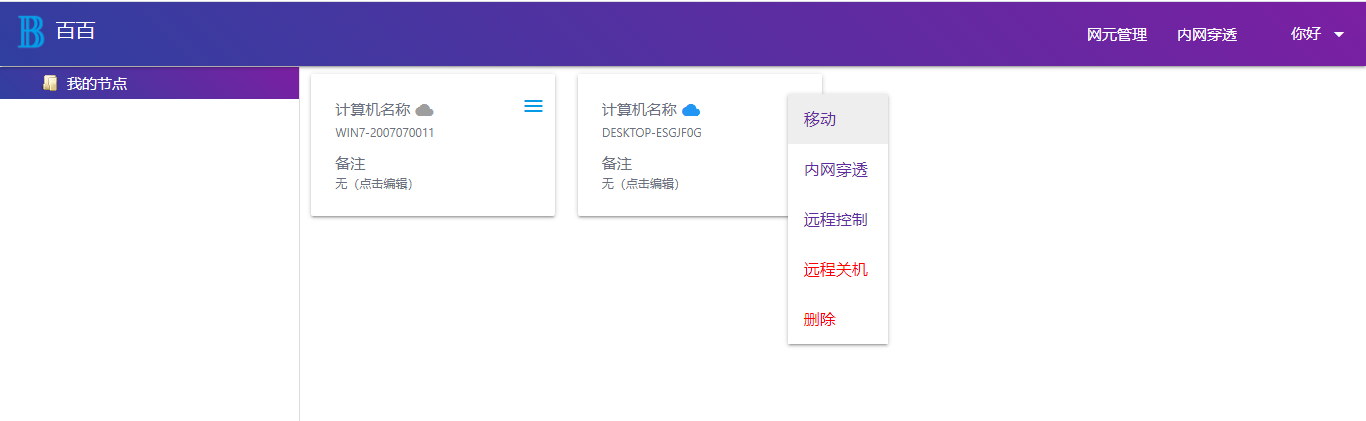 百百
网元管理 内网穿透 你好
我的节点
计算机名称
WIN7-2007070011
备注
无（点击编辑）
计算机名称
DESKTOP-ESGJF0G
备注
无（点击编辑）
移动
内网穿透
远程控制
远程关机
删除